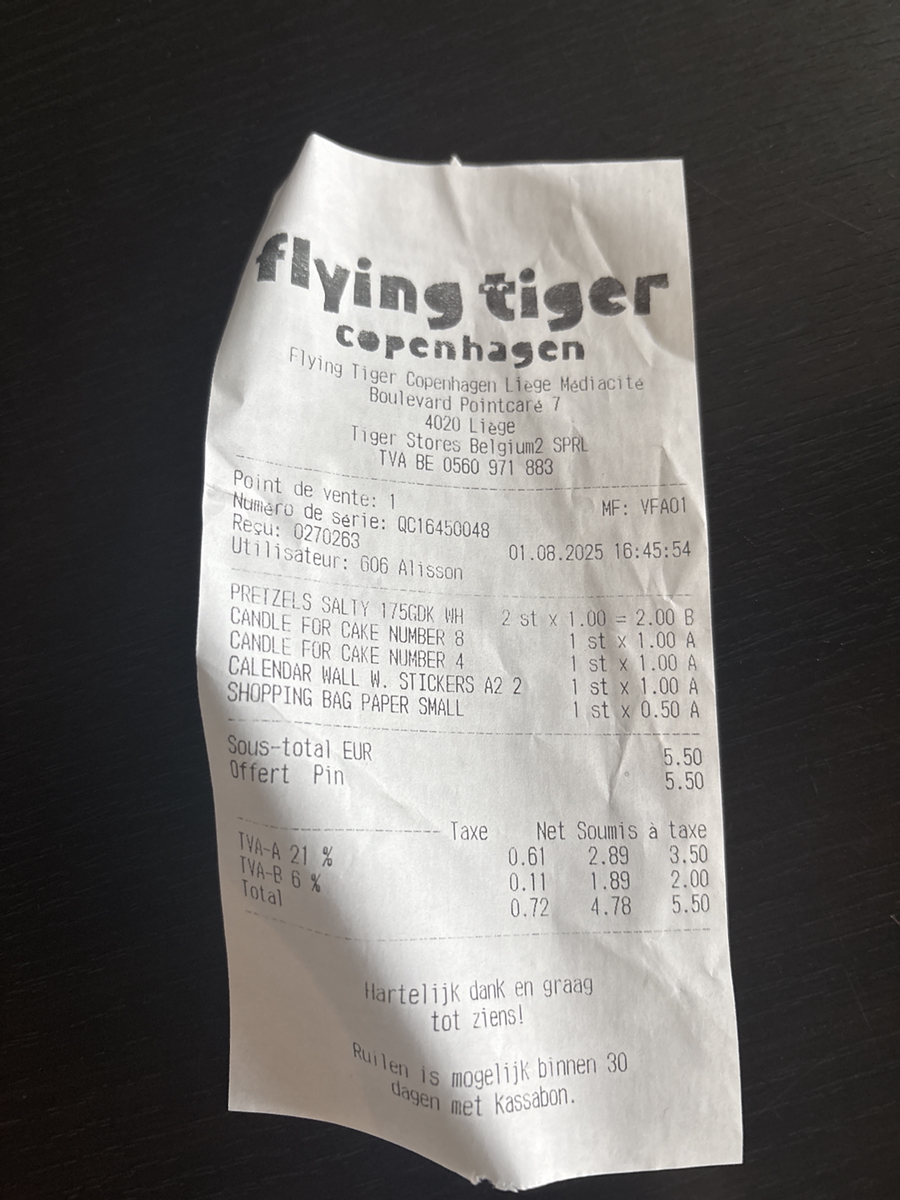 flying tiger
copenhagen
Flying Tiger Copenhagen Liege Médiacité
Boulevard Pointcaré 7
4020 Liège
Tiger Stores Belgium2 SPRL
TVA BE 0560 971 883
Point de vente: 1 MF: VFA01
Numéro de série: QC16450048
Reçu: 0270263 01.08.2025 16:45:54
Utilisateur: 606 Alisson
PRETZELS SALTY 175GDK WH 2 st x 1.00 = 2.00 B
CANDLE FOR CAKE NUMBER 8 1 st x 1.00 A
CANDLE FOR CAKE NUMBER 4 1 st x 1.00 A
CALENDAR WALL W. STICKERS A2 2 1 st x 1.00 A
SHOPPING BAG PAPER SMALL 1 st x 0.50 A
Sous-total EUR 5.50
Offert Pin 5.50
Taxe Net Soumis à taxe
TVA-A 21 % 0.61 2.89 3.50
TVA-B 6 % 0.11 1.89 2.00
Total 0.72 4.78 5.50
Hartelijk dank en graag
tot ziens!
Ruilen is mogelijk binnen 30
dagen met kassabon.